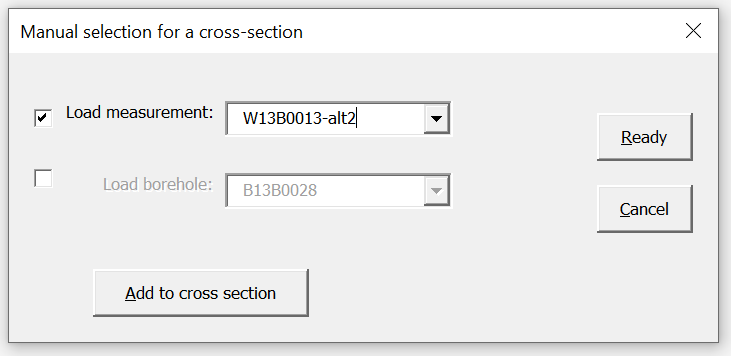 Manual selection for a cross-section
Load measurement: W13B0013-alt2
Ready
Load borehole: B13B0028
Cancel
Add to cross section